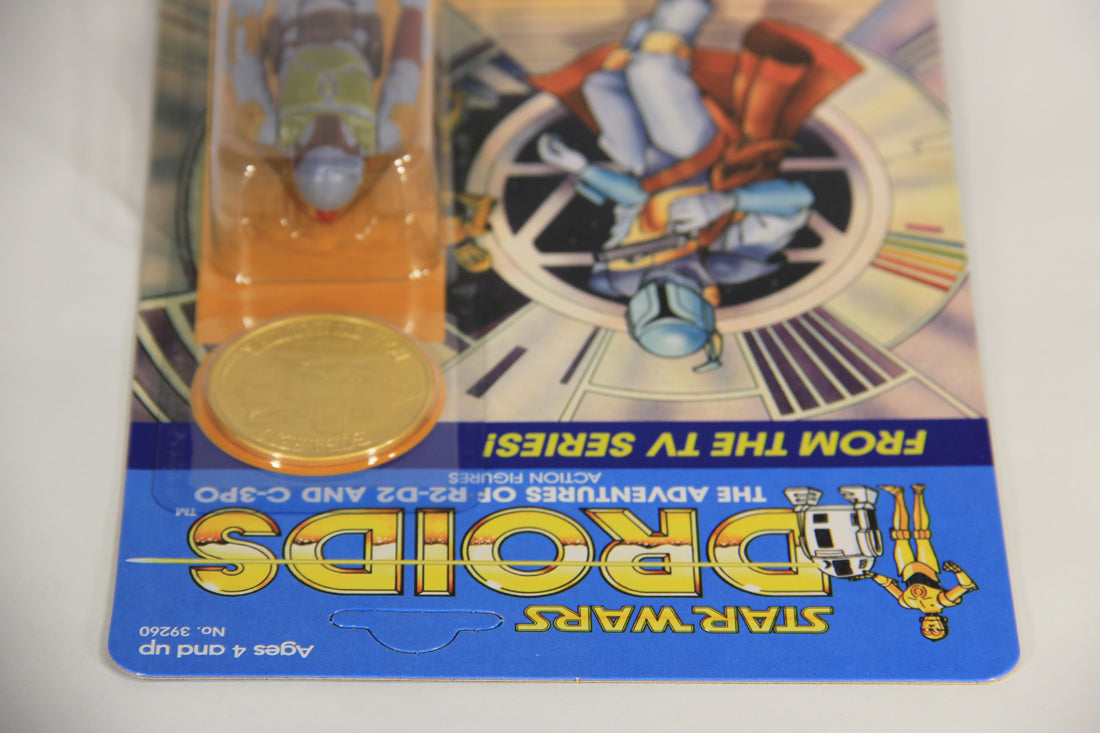 Ages 4 and up
No. 39260
STAR WARS
DROIDS™
THE ADVENTURES OF R2-D2 AND C-3PO
ACTION FIGURES
FROM THE TV SERIES!